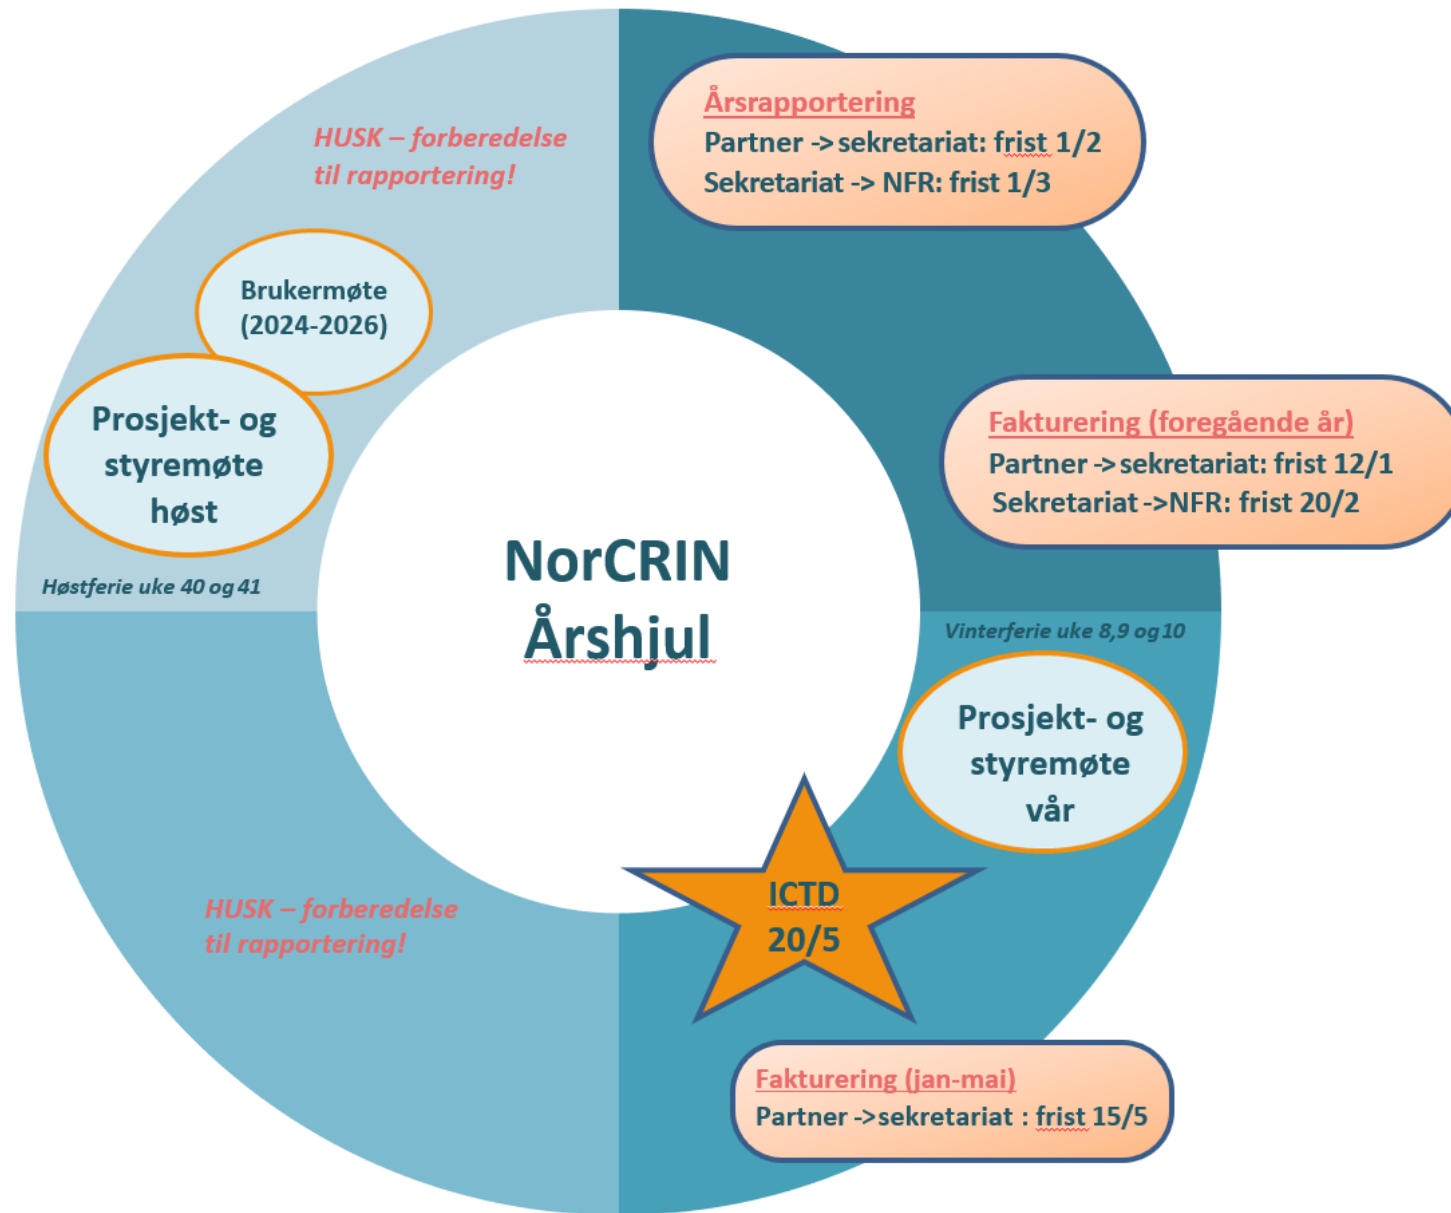 HUSK – forberedelse
til rapportering!
Årsrapportering
Partner -> sekretariat: frist 1/2
Sekretariat -> NFR: frist 1/3
Brukermøte
(2024-2026)
Prosjekt- og
styremøte
høst
Høstferie uke 40 og 41
Fakturering (foregående år)
Partner -> sekretariat: frist 12/1
Sekretariat ->NFR: frist 20/2
NorCRIN
Årshjul
Vinterferie uke 8,9 og 10
Prosjekt- og
styremøte
vår
ICTD
20/5
HUSK – forberedelse
til rapportering!
Fakturering (jan-mai)
Partner ->sekretariat : frist 15/5